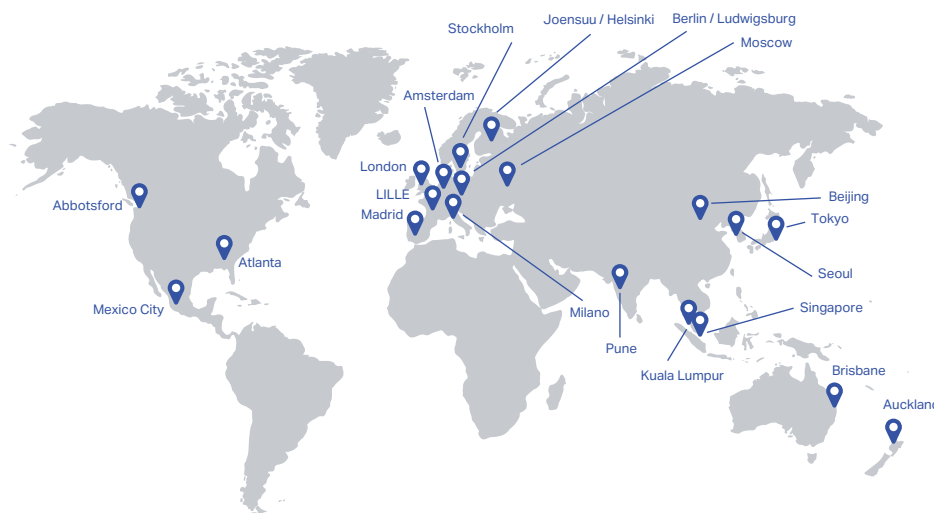 Joensuu / Helsinki
Berlin / Ludwigsburg
Stockholm
Moscow
Amsterdam
London
LILLE
Madrid
Abbotsford
Atlanta
Mexico City
Beijing
Tokyo
Seoul
Singapore
Milano
Pune
Kuala Lumpur
Brisbane
Aucklan